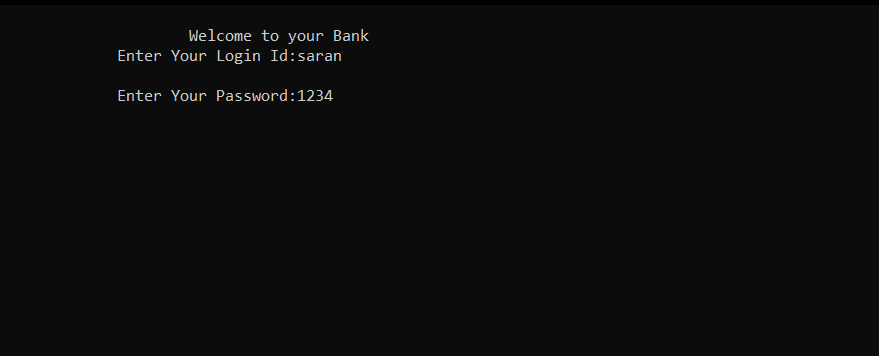 Welcome to your Bank
Enter Your Login Id:saran
Enter Your Password:1234